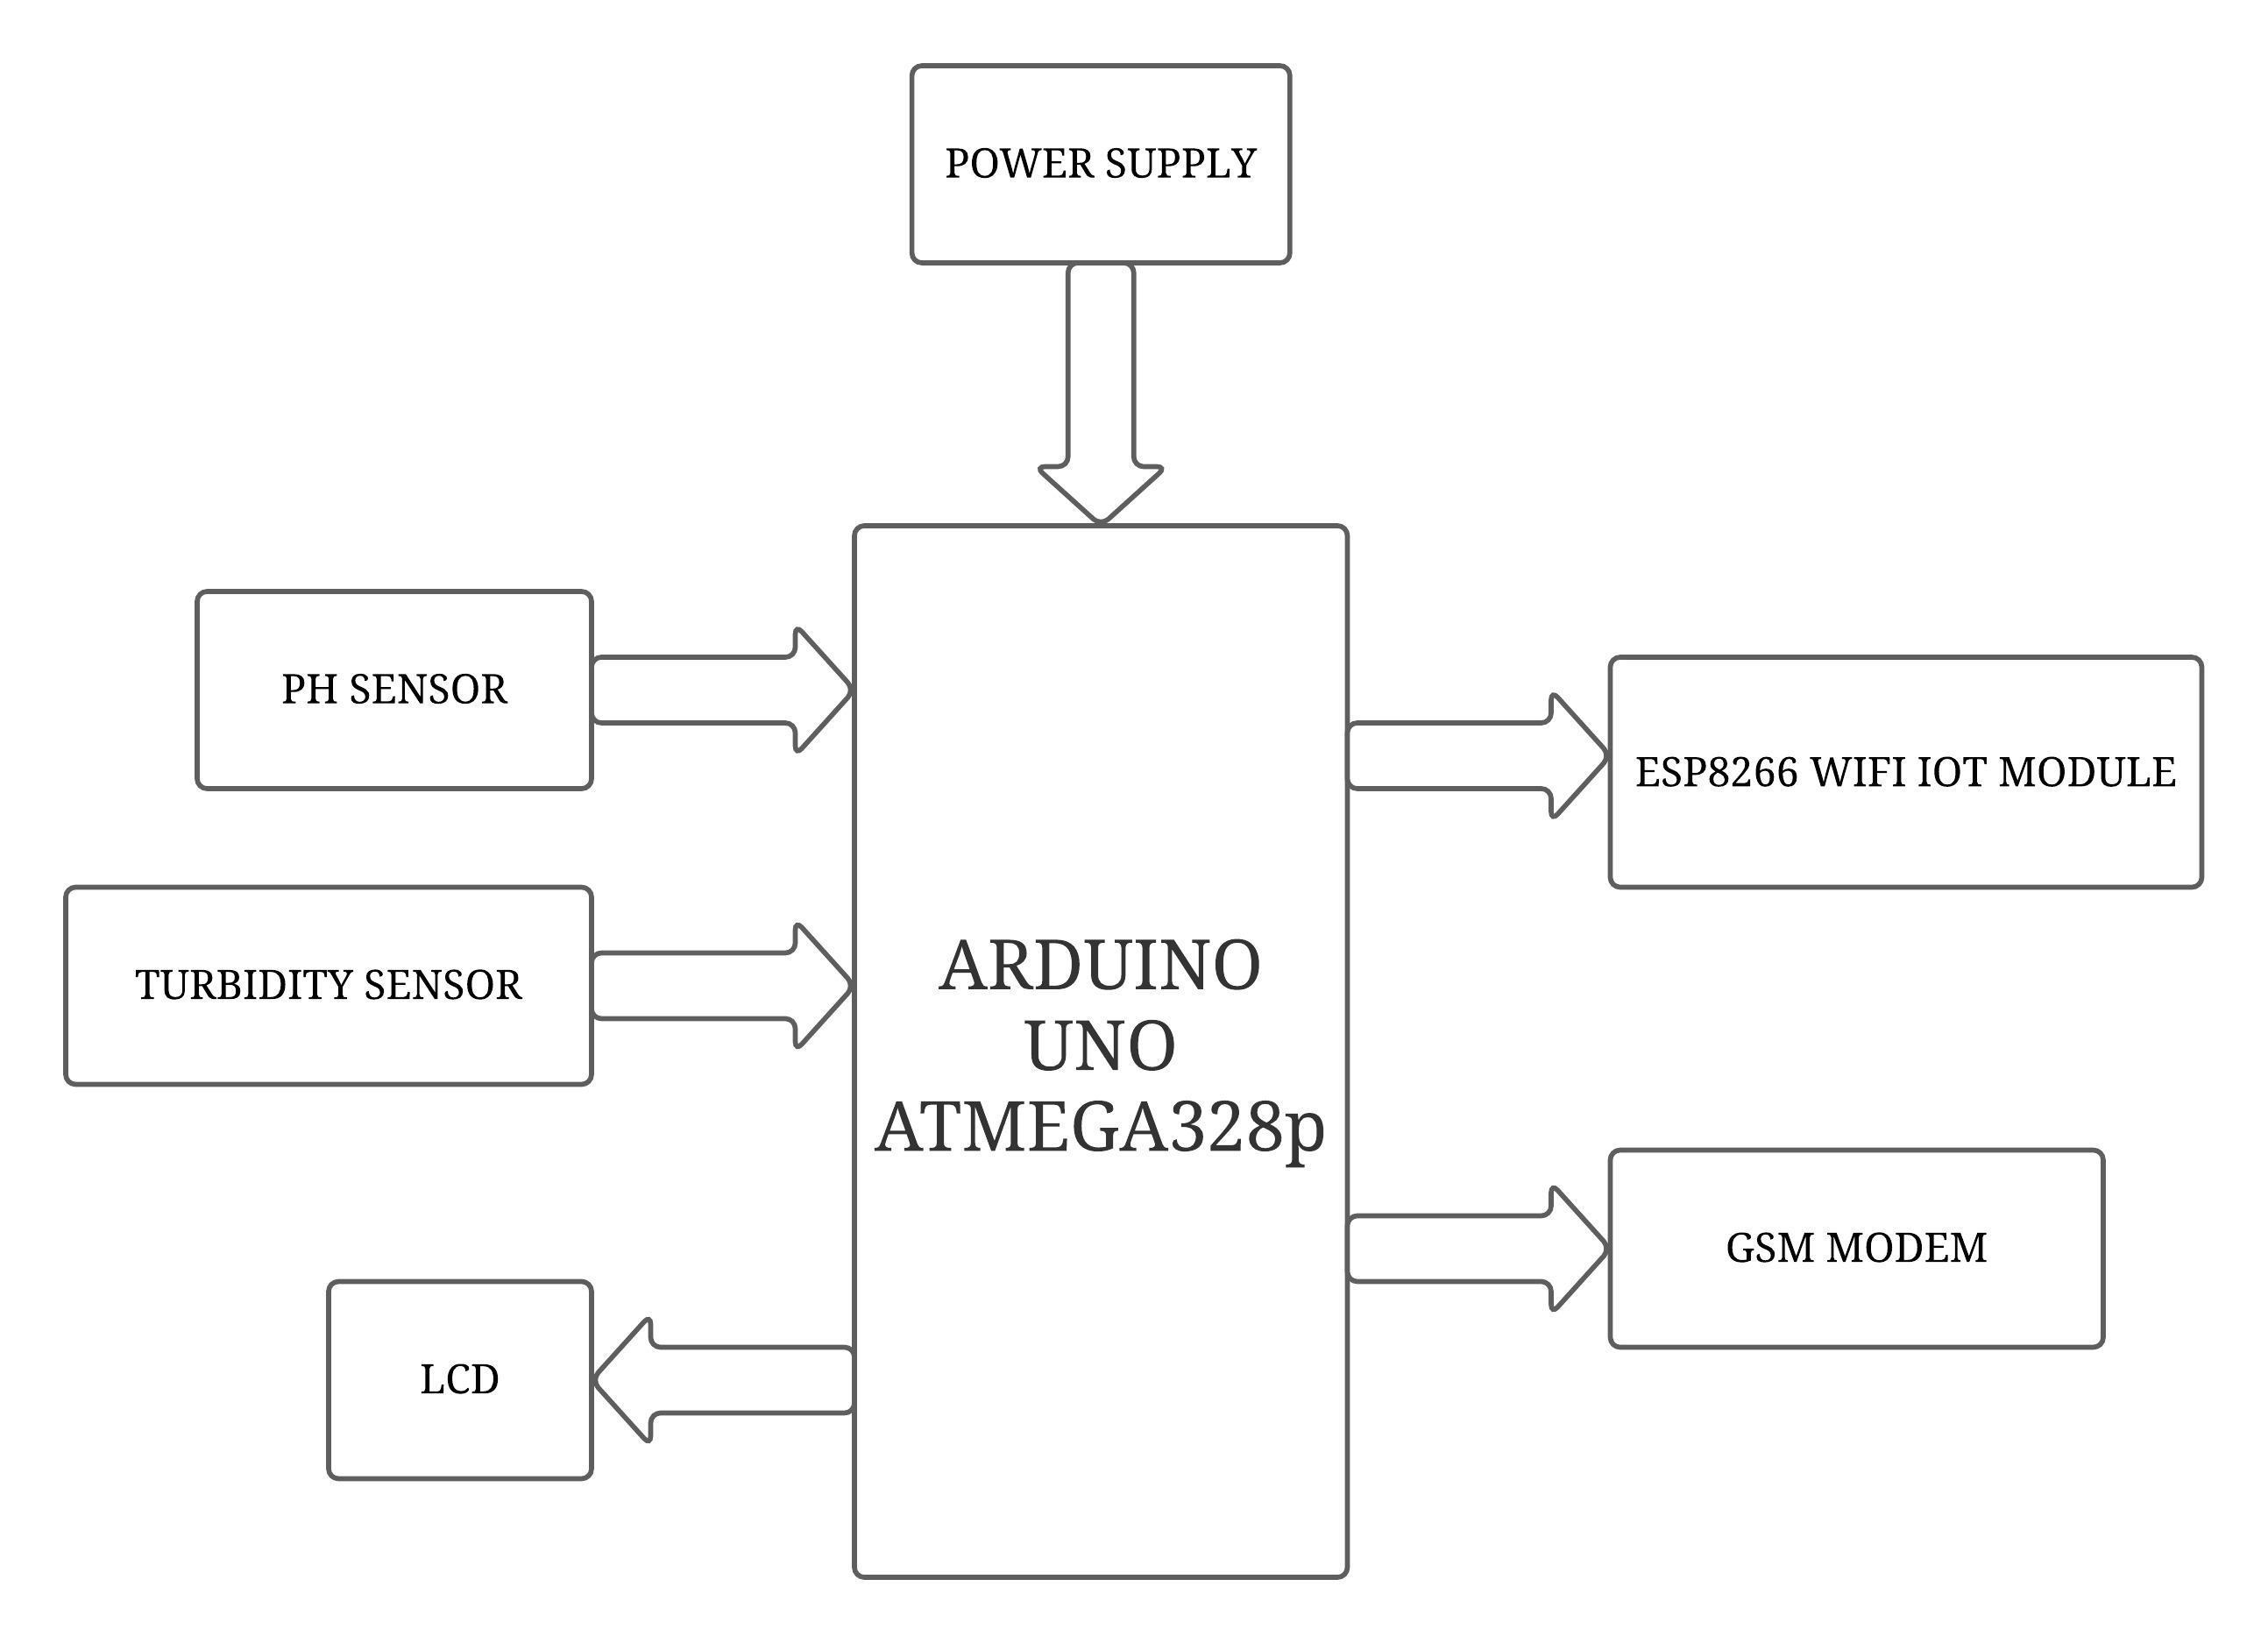 POWER SUPPLY
PH SENSOR
ESP8266 WIFI IOT MODULE
TURBIDITY SENSOR
ARDUINO
UNO
ATMEGA328p
GSM MODEM
LCD